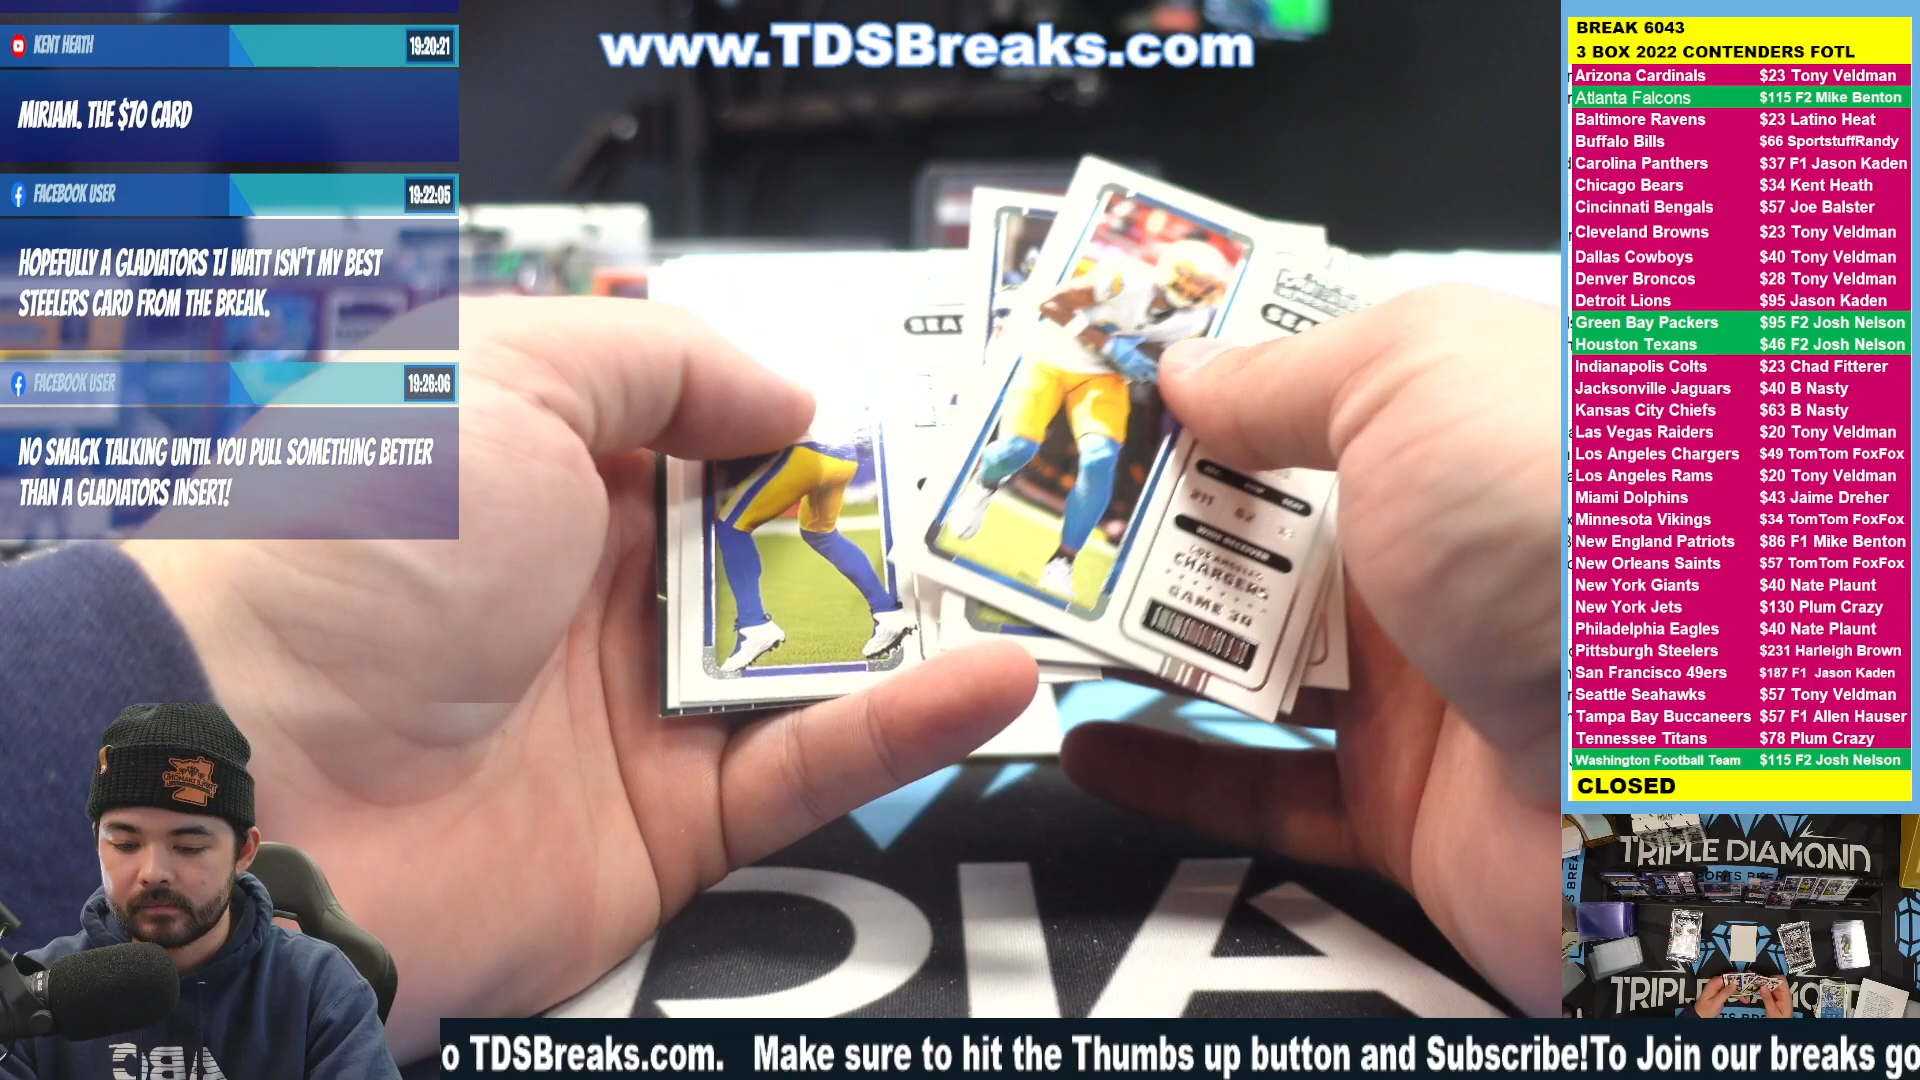 KENT HEATH 19:20:21
MIRIAM. THE $70 CARD
FACEBOOK USER 19:22:05
HOPEFULLY A GLADIATORS TJ WATT ISN'T MY BEST
STEELERS CARD FROM THE BREAK.
FACEBOOK USER 19:26:06
NO SMACK TALKING UNTIL YOU PULL SOMETHING BETTER
THAN A GLADIATORS INSERT!
www.TDSBreaks.com
SEA
SEA
LOS ANGELES
CHARGERS
GAME 30
DIA
BREAK 6043
3 BOX 2022 CONTENDERS FOTL
Arizona Cardinals $23 Tony Veldman
Atlanta Falcons $115 F2 Mike Benton
Baltimore Ravens $23 Latino Heat
Buffalo Bills $66 SportstuffRandy
Carolina Panthers $37 F1 Jason Kaden
Chicago Bears $34 Kent Heath
Cincinnati Bengals $57 Joe Balster
Cleveland Browns $23 Tony Veldman
Dallas Cowboys $40 Tony Veldman
Denver Broncos $28 Tony Veldman
Detroit Lions $95 Jason Kaden
Green Bay Packers $95 F2 Josh Nelson
Houston Texans $46 F2 Josh Nelson
Indianapolis Colts $23 Chad Fitterer
Jacksonville Jaguars $40 B Nasty
Kansas City Chiefs $63 B Nasty
Las Vegas Raiders $20 Tony Veldman
Los Angeles Chargers $49 TomTom FoxFox
Los Angeles Rams $20 Tony Veldman
Miami Dolphins $43 Jaime Dreher
Minnesota Vikings $34 TomTom FoxFox
New England Patriots $86 F1 Mike Benton
New Orleans Saints $57 TomTom FoxFox
New York Giants $40 Nate Plaunt
New York Jets $130 Plum Crazy
Philadelphia Eagles $40 Nate Plaunt
Pittsburgh Steelers $231 Harleigh Brown
San Francisco 49ers $187 F1 Jason Kaden
Seattle Seahawks $57 Tony Veldman
Tampa Bay Buccaneers $57 F1 Allen Hauser
Tennessee Titans $78 Plum Crazy
Washington Football Team $115 F2 Josh Nelson
CLOSED
TRIPLE DIAMOND
TRIPLE DIAMOND
o TDSBreaks.com. Make sure to hit the Thumbs up button and Subscribe!To Join our breaks go